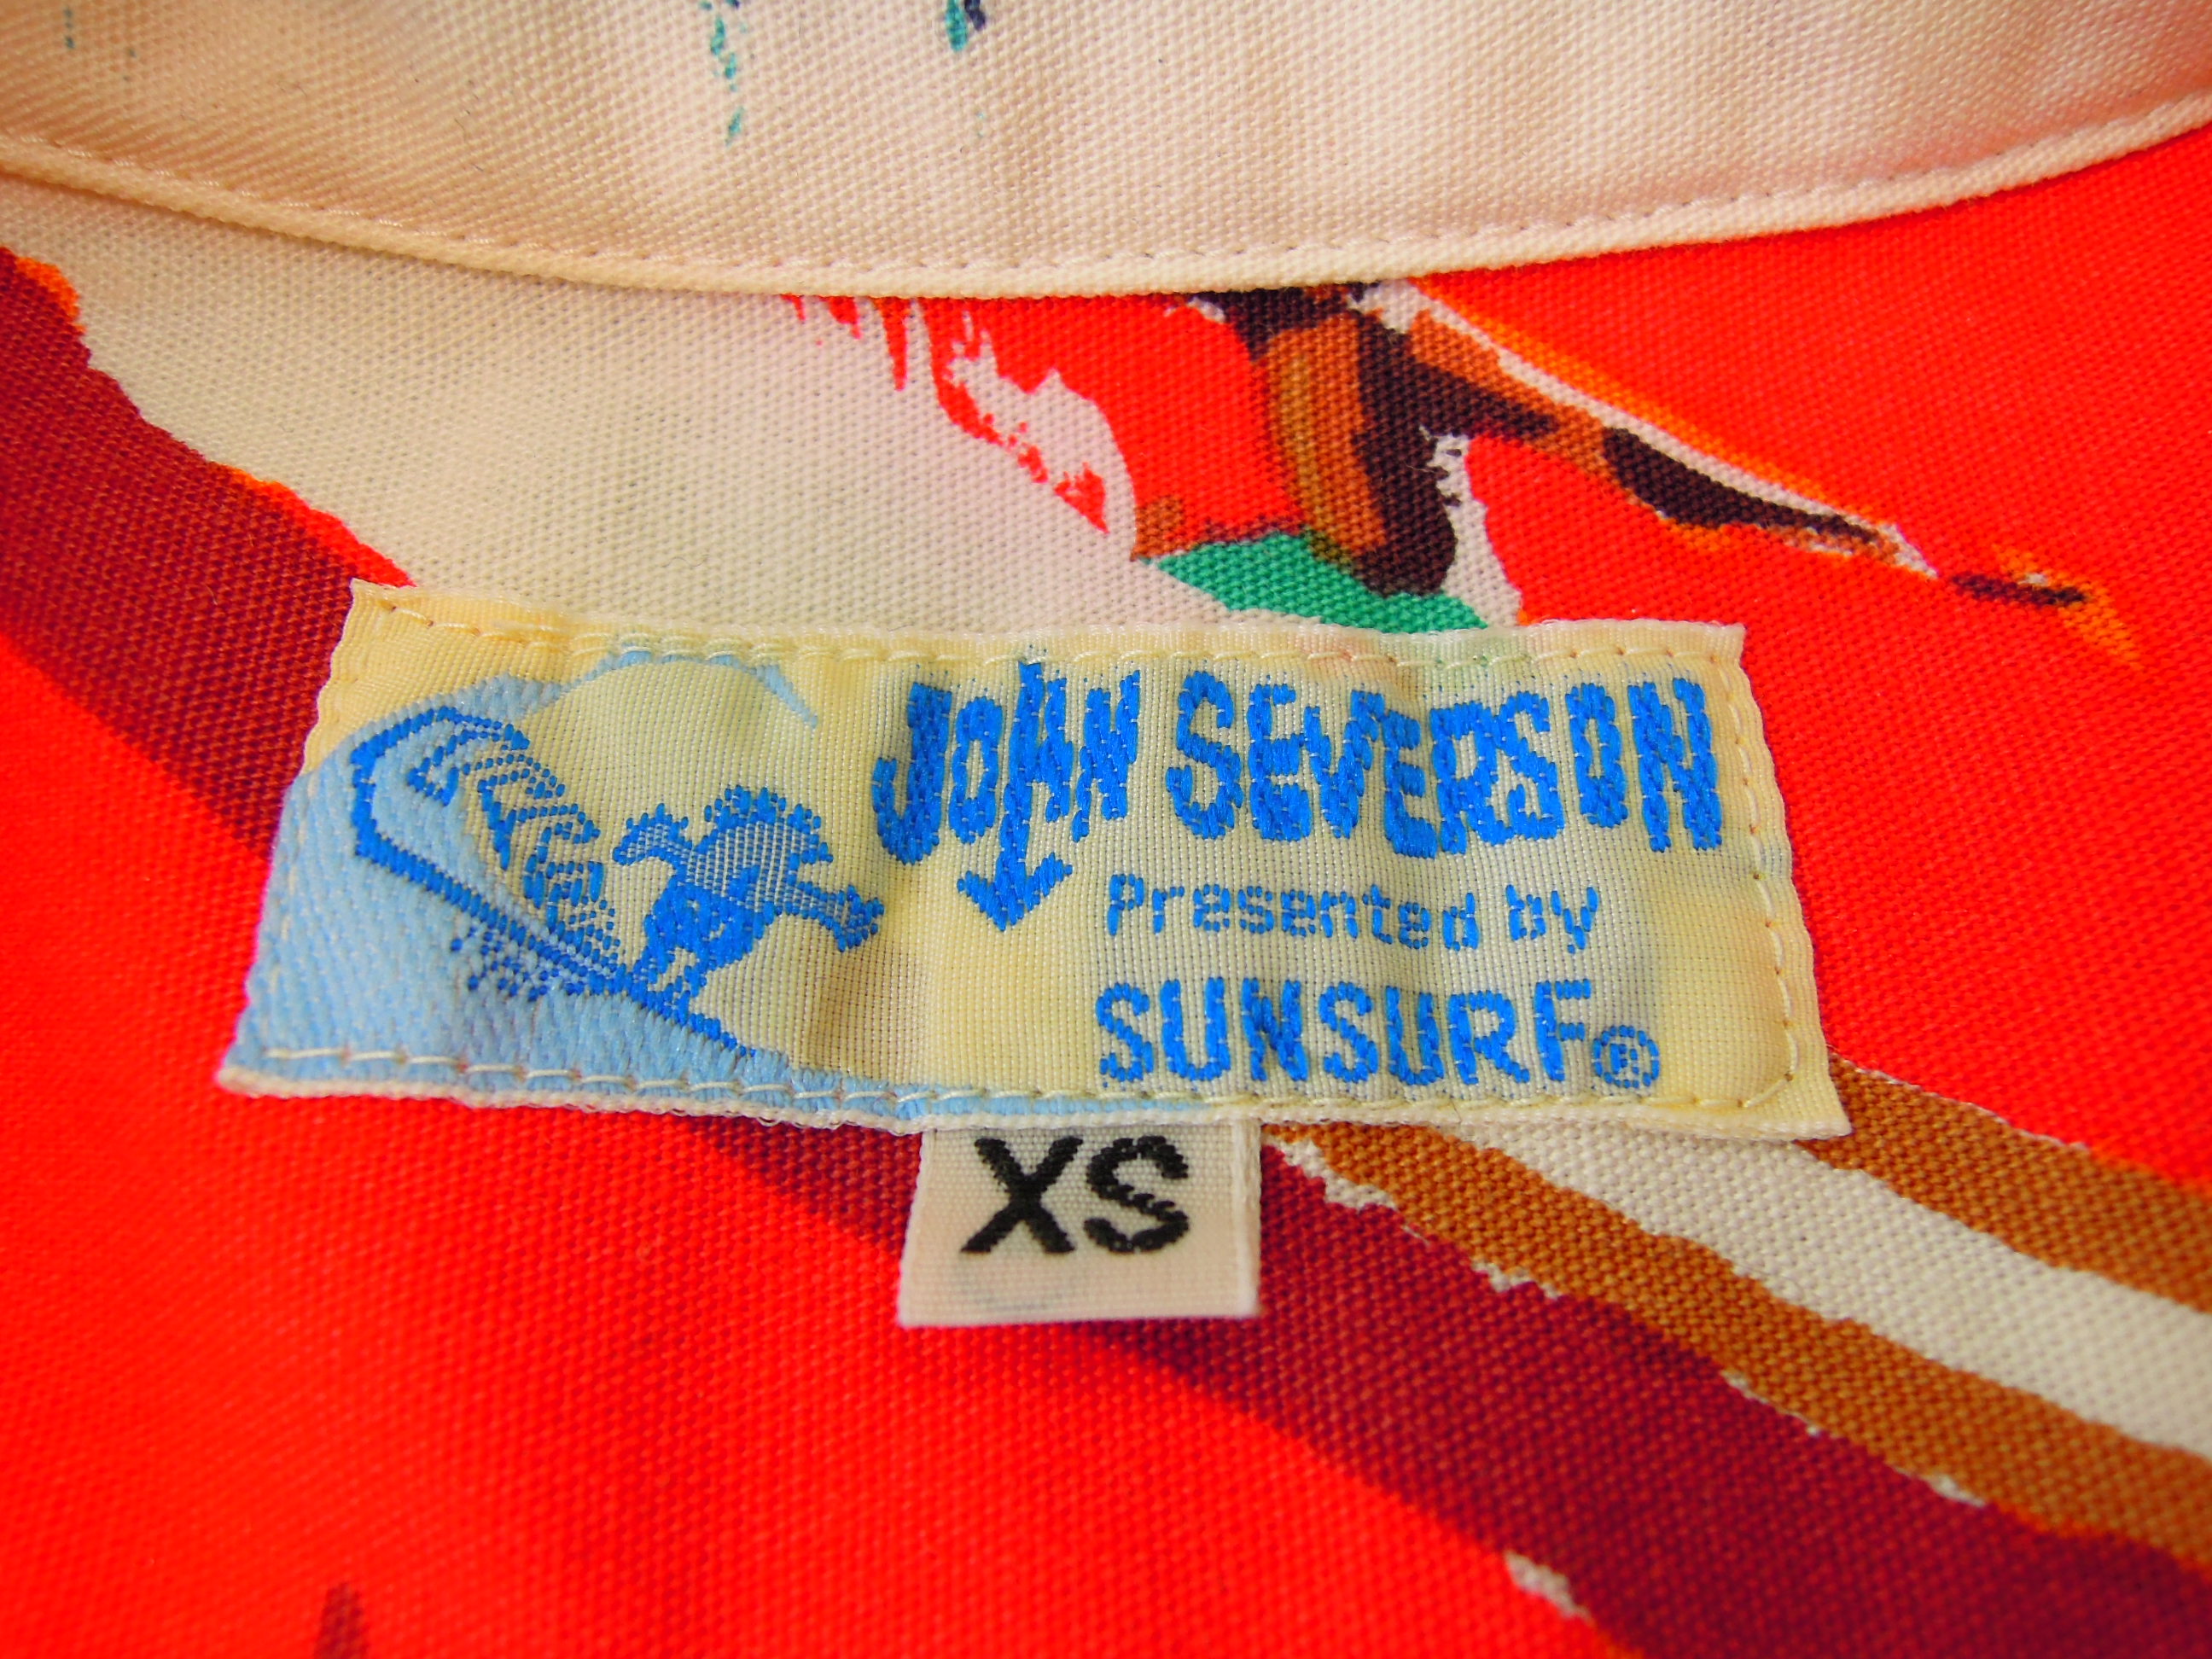 JOHN SEVERSON
Presented by
SUNSURF®
XS